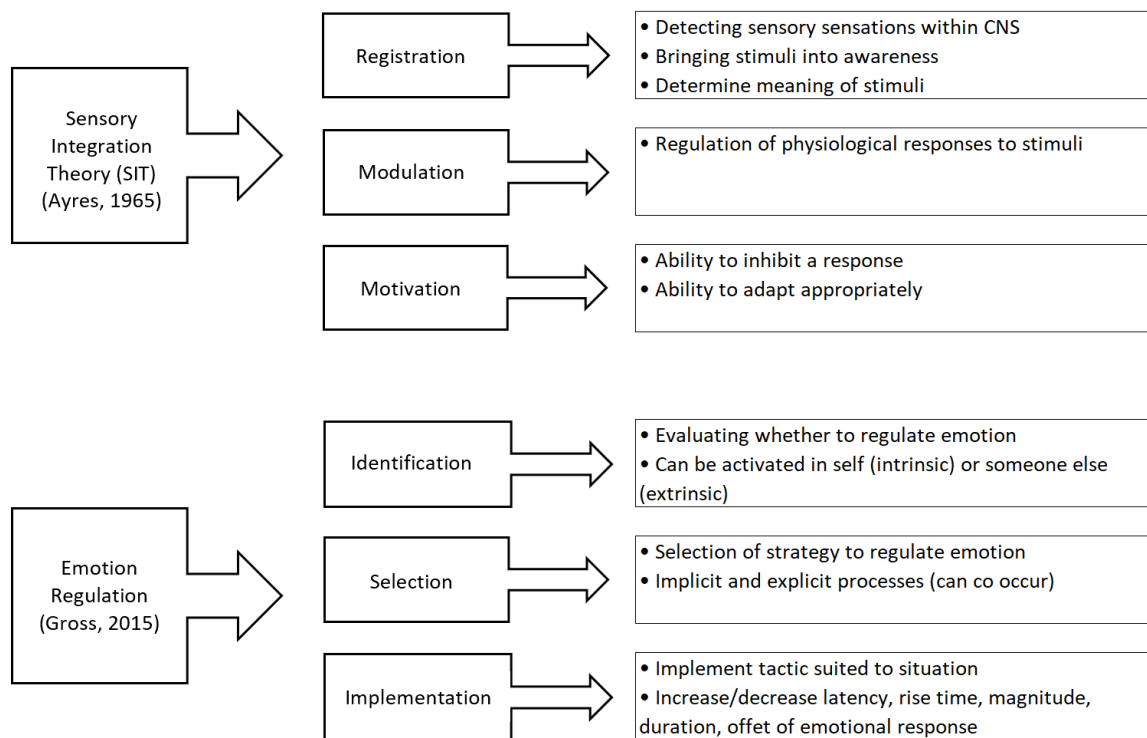 Sensory
Integration
Theory (SIT)
(Ayres, 1965)
Registration
• Detecting sensory sensations within CNS
• Bringing stimuli into awareness
• Determine meaning of stimuli
Modulation
• Regulation of physiological responses to stimuli
Motivation
• Ability to inhibit a response
• Ability to adapt appropriately
Emotion
Regulation
(Gross, 2015)
Identification
• Evaluating whether to regulate emotion
• Can be activated in self (intrinsic) or someone else
(extrinsic)
Selection
• Selection of strategy to regulate emotion
• Implicit and explicit processes (can co occur)
Implementation
• Implement tactic suited to situation
• Increase/decrease latency, rise time, magnitude,
duration, offet of emotional response